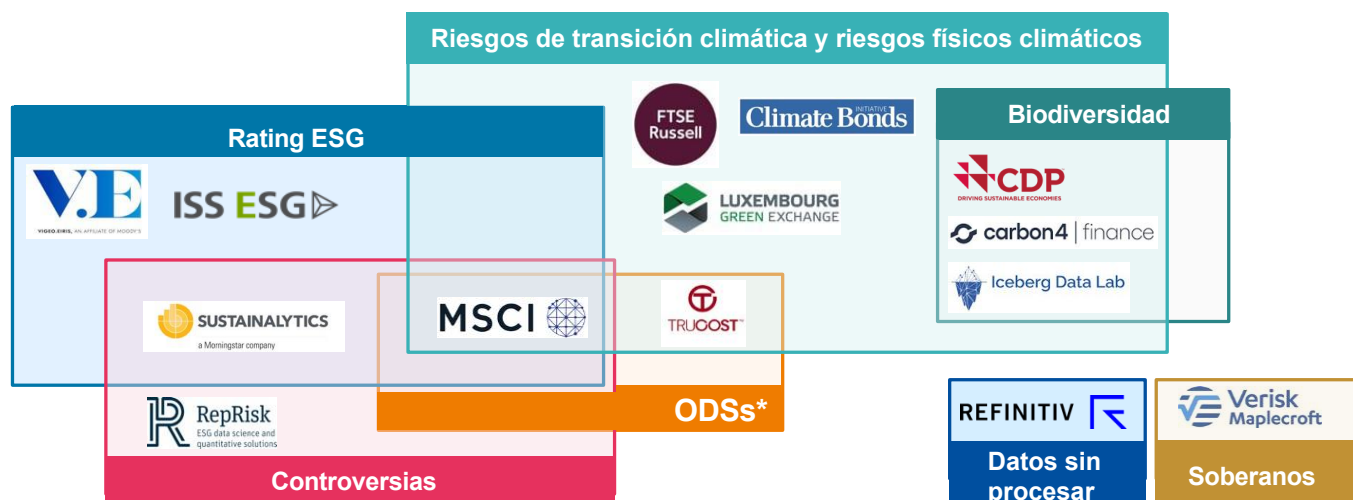 Riesgos de transición climática y riesgos físicos climáticos
Rating ESG
FTSE
Russell
Climate Bonds
INITIATIVE
Biodiversidad
V.E
VIGEO.EIRIS, AN AFFILIATE OF MOODY'S
ISS ESG
LUXEMBOURG
GREEN EXCHANGE
CDP
DRIVING SUSTAINABLE ECONOMIES
carbon4 | finance
Iceberg Data Lab
SUSTAINALYTICS
a Morningstar company
MSCI
TRUCOST™
RepRisk
ESG data science and
quantitative solutions
ODSs*
Controversias
REFINITIV
Datos sin
procesar
Verisk
Maplecroft
Soberanos